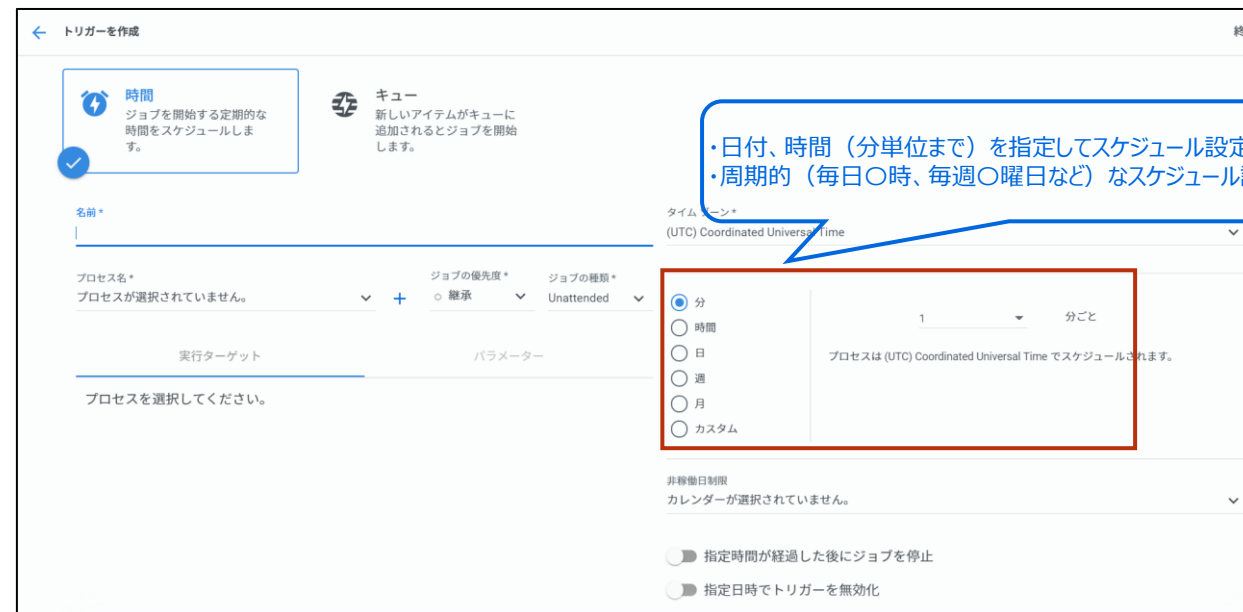 トリガーを作成
終
時間
ジョブを開始する定期的な
時間をスケジュールしま
す。
キュー
新しいアイテムがキューに
追加されるとジョブを開始
します。
・日付、時間（分単位まで）を指定してスケジュール設定
・周期的（毎日〇時、毎週〇曜日など）なスケジュール
名前*
タイム ゾーン*
(UTC) Coordinated Universal Time
プロセス名*
プロセスが選択されていません。
ジョブの優先度*
継承
ジョブの種類*
Unattended
実行ターゲット
パラメーター
プロセスを選択してください。
分
時間
日
週
月
カスタム
1 分ごと
プロセスは (UTC) Coordinated Universal Time でスケジュールされます。
非稼働日制限
カレンダーが選択されていません。
指定時間が経過した後にジョブを停止
指定日時でトリガーを無効化